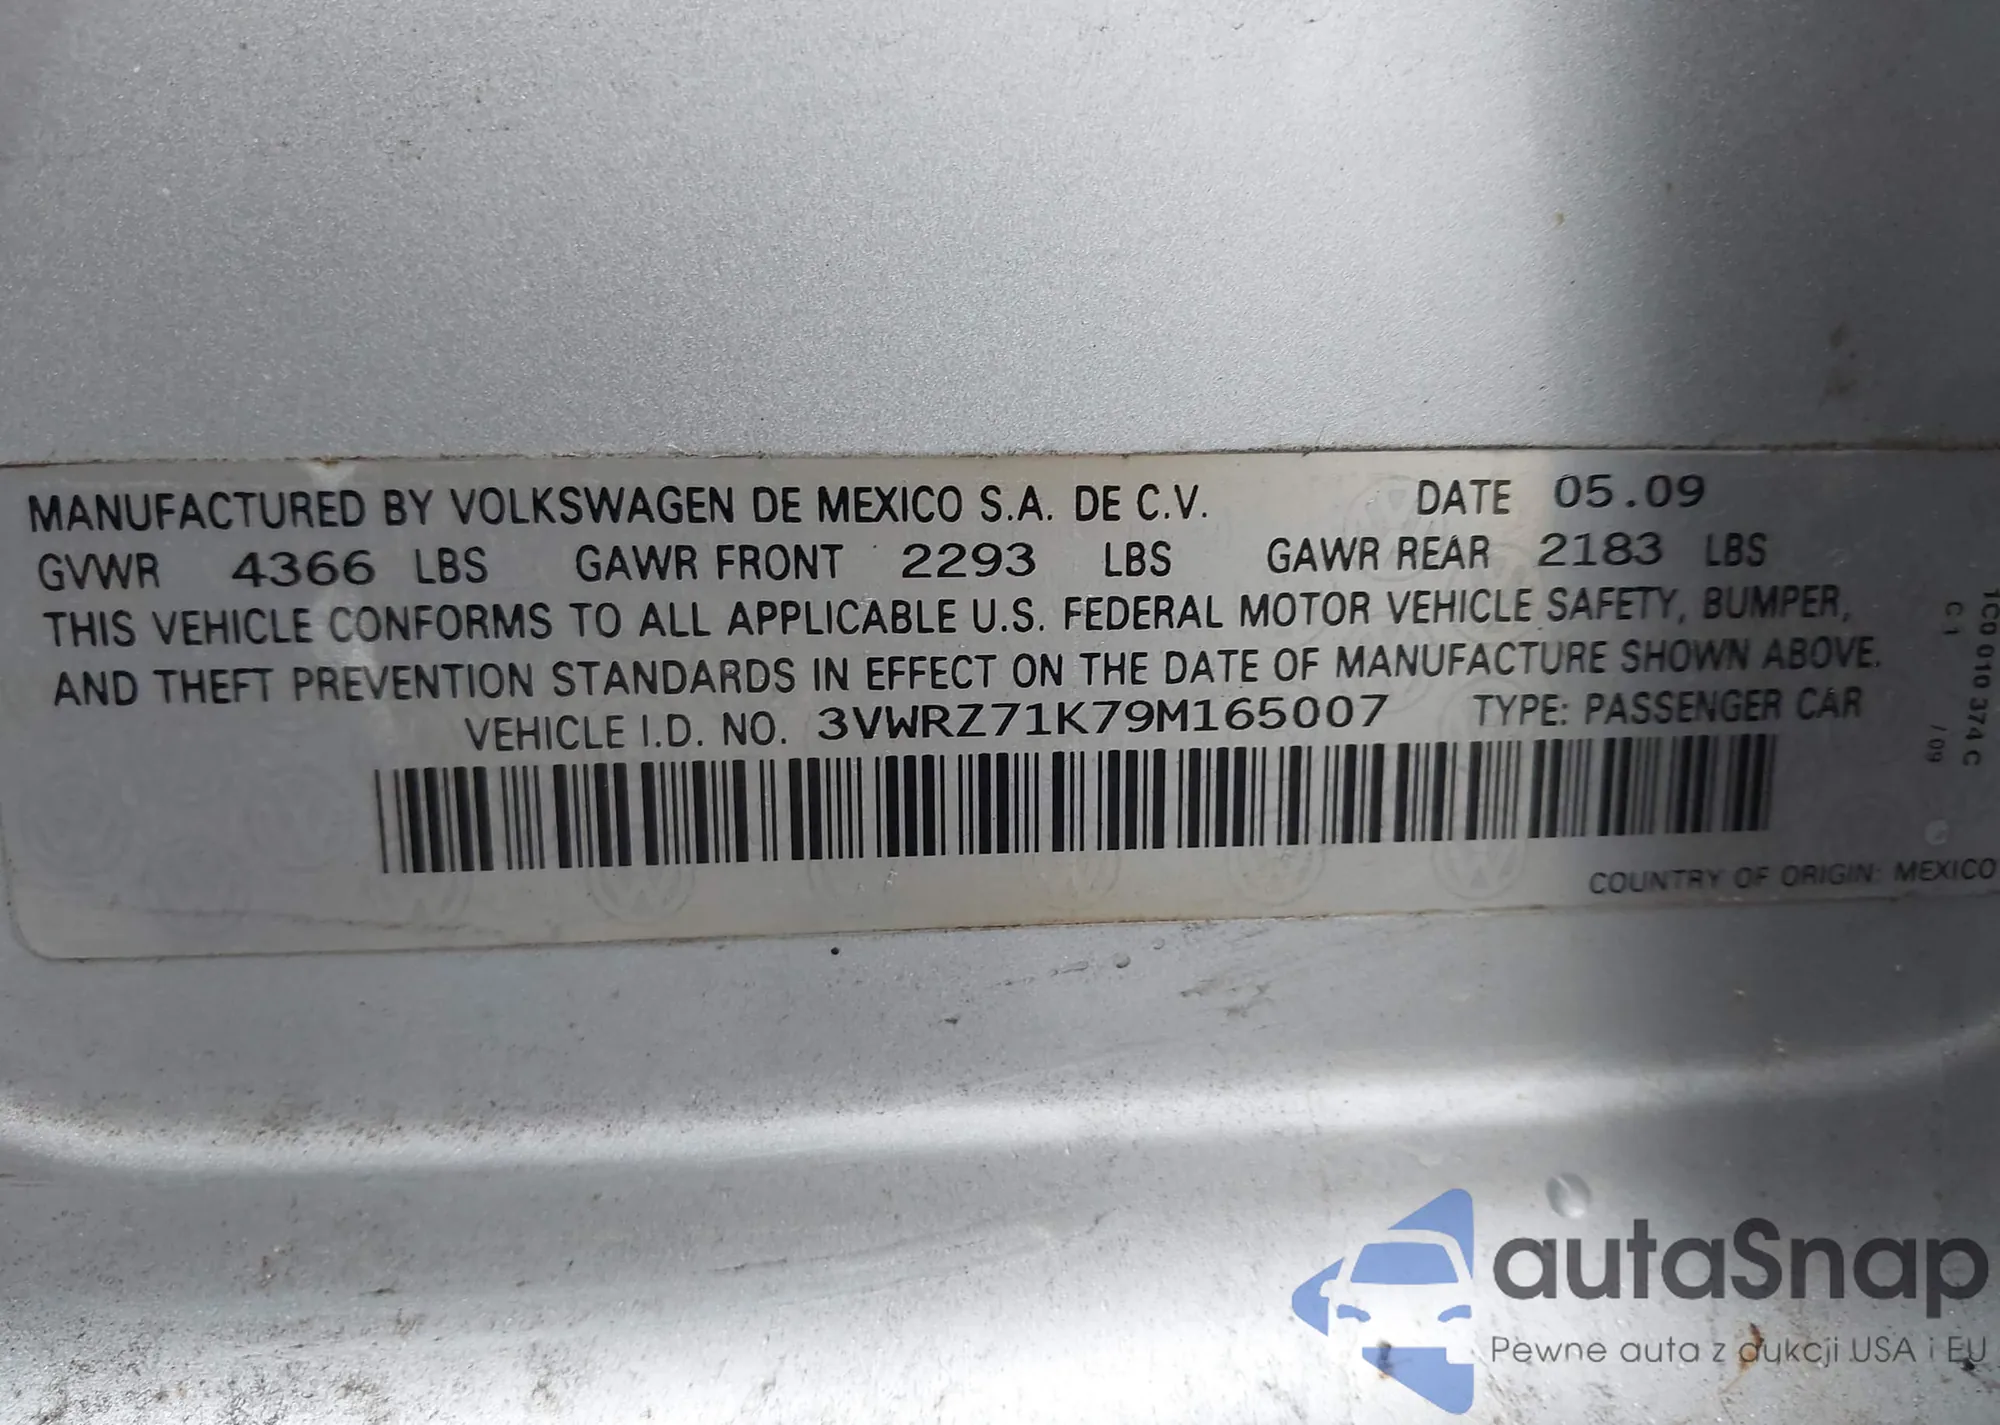 MANUFACTURED BY VOLKSWAGEN DE MEXICO S.A. DE C.V. DATE 05.09
GVWR 4366 LBS GAWR FRONT 2293 LBS GAWR REAR 2183 LBS
THIS VEHICLE CONFORMS TO ALL APPLICABLE U.S. FEDERAL MOTOR VEHICLE SAFETY, BUMPER,
AND THEFT PREVENTION STANDARDS IN EFFECT ON THE DATE OF MANUFACTURE SHOWN ABOVE.
VEHICLE I.D. NO. 3VWRZ71K79M165007 TYPE: PASSENGER CAR
COUNTRY OF ORIGIN: MEXICO
1C0 010 374 C
C 1 / 09
autaSnap
Pewne auta z aukcji USA i EU